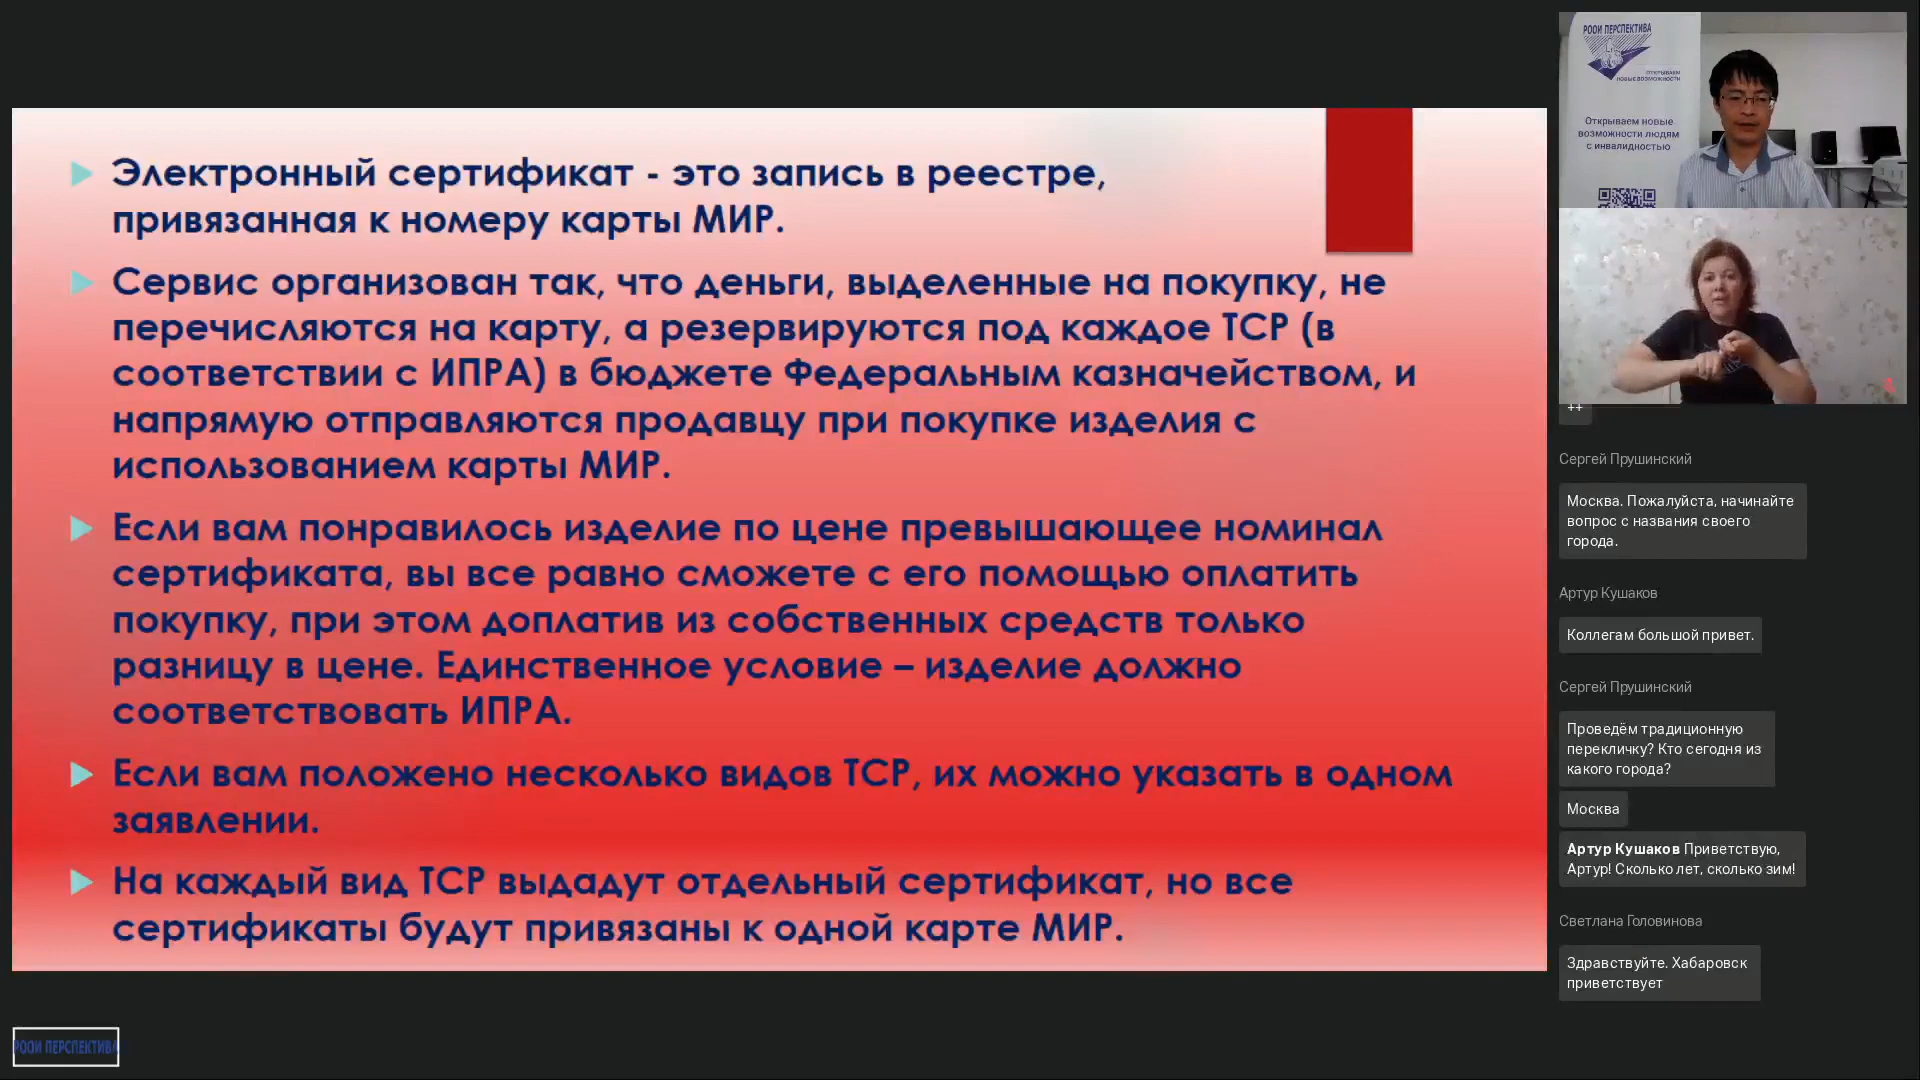 Электронный сертификат - это запись в реестре,
привязанная к номеру карты МИР.
Сервис организован так, что деньги, выделенные на покупку, не
перечисляются на карту, а резервируются под каждое ТСР (в
соответствии с ИПРА) в бюджете Федеральным казначейством, и
напрямую отправляются продавцу при покупке изделия с
использованием карты МИР.
Если вам понравилось изделие по цене превышающее номинал
сертификата, вы все равно сможете с его помощью оплатить
покупку, при этом доплатив из собственных средств только
разницу в цене. Единственное условие – изделие должно
соответствовать ИПРА.
Если вам положено несколько видов ТСР, их можно указать в одном
заявлении.
На каждый вид ТСР выдадут отдельный сертификат, но все
сертификаты будут привязаны к одной карте МИР.
РООИ ПЕРСПЕКТИВА
РООИ ПЕРСПЕКТИВА
ОТКРЫВАЕМ
НОВЫЕ ВОЗМОЖНОСТИ
Открываем новые
возможности людям
с инвалидностью
++
Сергей Прушинский
Москва. Пожалуйста, начинайте
вопрос с названия своего
города.
Артур Кушаков
Коллегам большой привет.
Сергей Прушинский
Проведём традиционную
перекличку? Кто сегодня из
какого города?
Москва
Артур Кушаков Приветствую,
Артур! Сколько лет, сколько зим!
Светлана Головинова
Здравствуйте. Хабаровск
приветствует